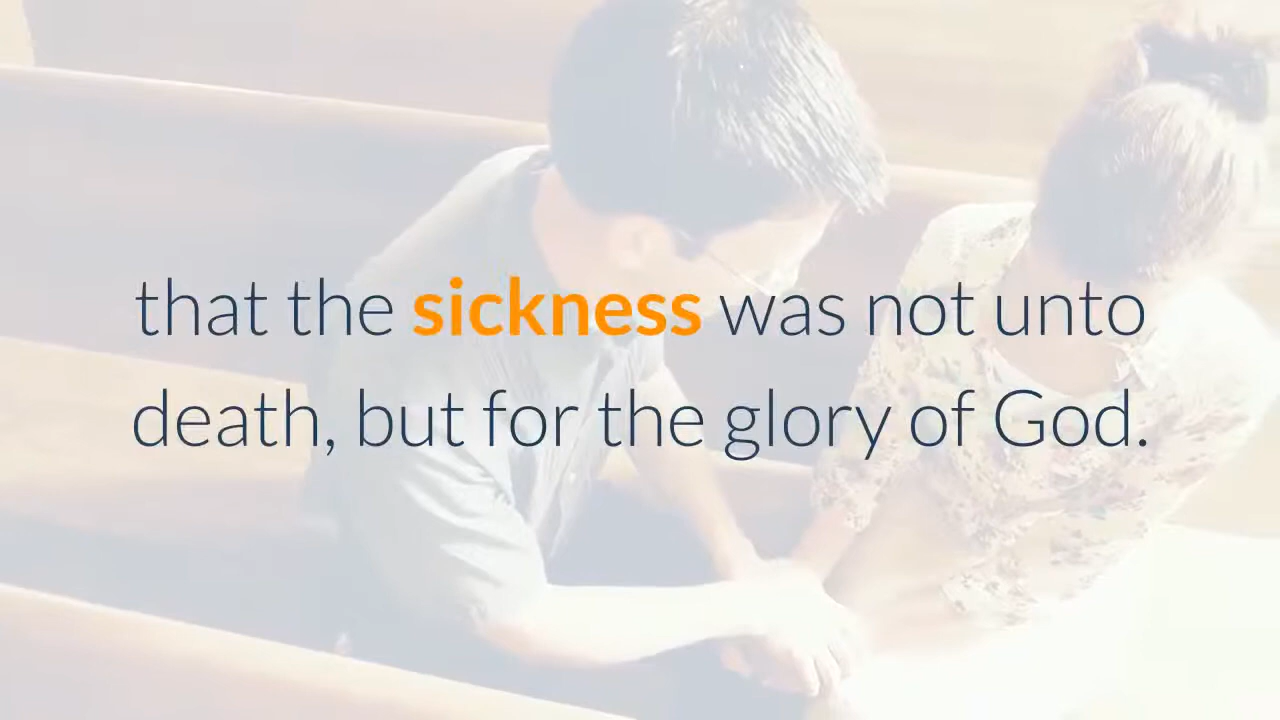 that the sickness was not unto
death, but for the glory of God.